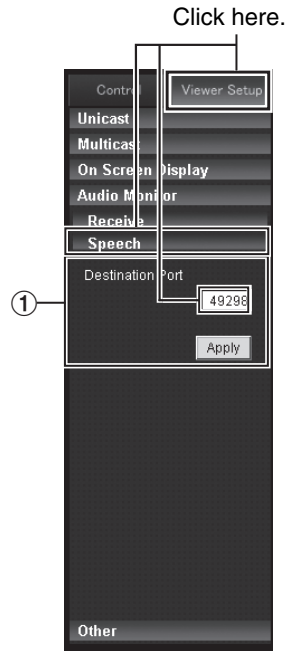 Click here.
Control Viewer Setup
Unicast
Multicast
On Screen Display
Audio Monitor
Receive
Speech
Destination Port
①
49298
Apply
Other